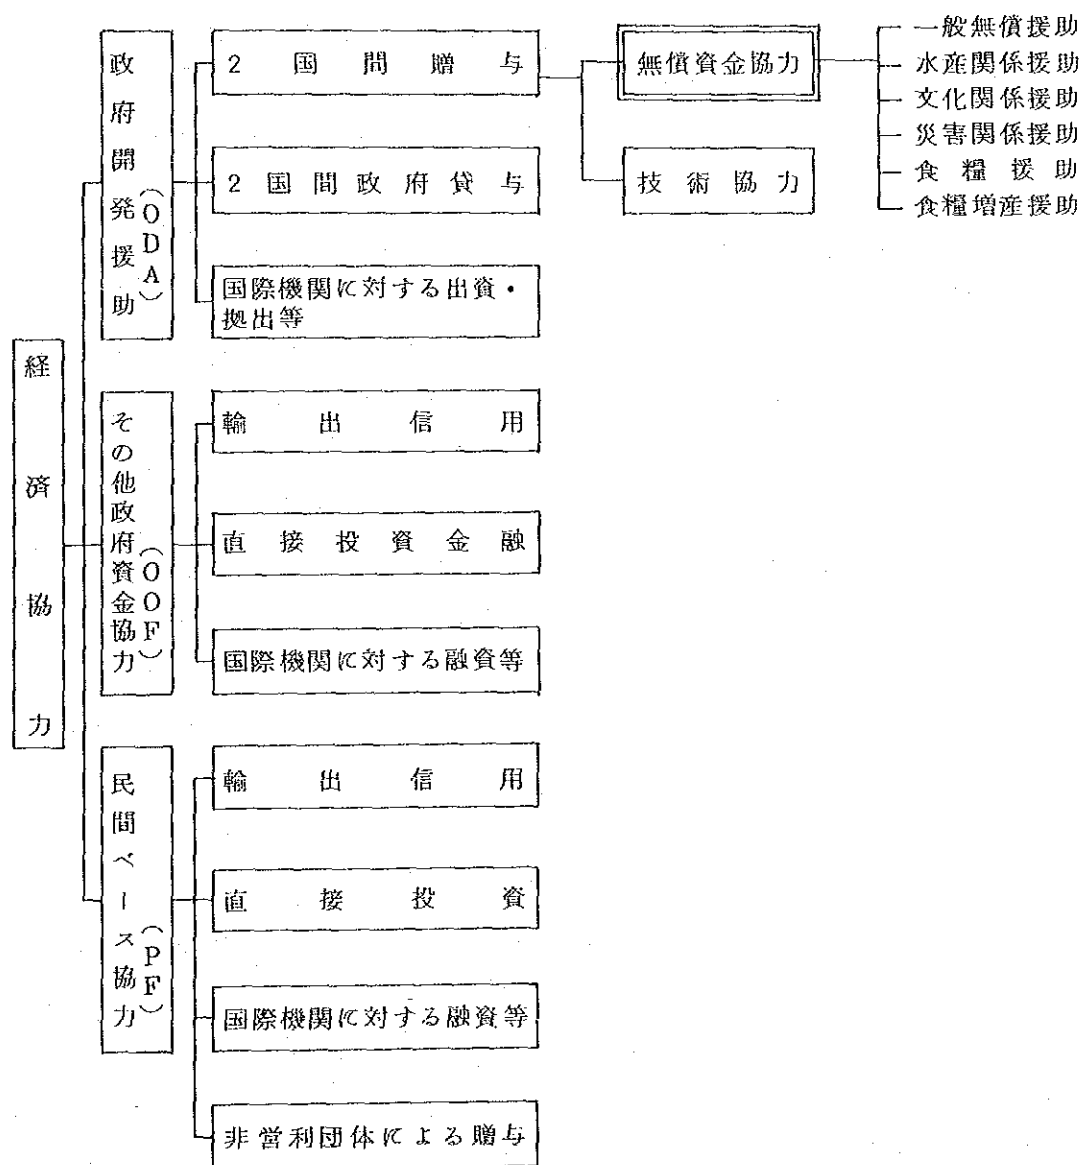 経済協力
政府開発援助(ODA)
2国間贈与
無償資金協力
一般無償援助
水産関係援助
文化関係援助
災害関係援助
食糧援助
食糧増産援助
技術協力
2国間政府貸与
国際機関に対する出資・
拠出等
その他政府資金協力(OOF)
輸出信用
直接投資金融
国際機関に対する融資等
民間ベース協力(PF)
輸出信用
直接投資
国際機関に対する融資等
非営利団体による贈与